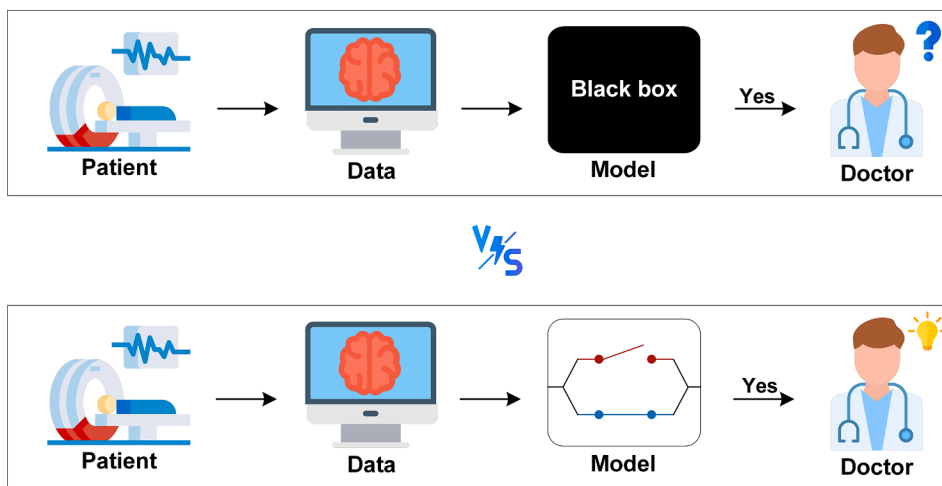 Black box
Yes
Patient
Data
Model
Doctor
?
VS
Yes
Patient
Data
Model
Doctor